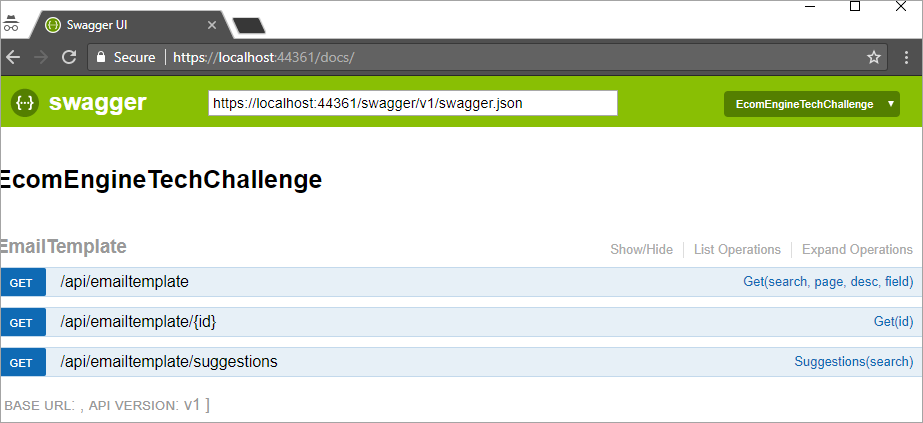 Swagger UI
Secure https://localhost:44361/docs/
{··} swagger https://localhost:44361/swagger/v1/swagger.json EcomEngineTechChallenge
EcomEngineTechChallenge
EmailTemplate Show/Hide List Operations Expand Operations
GET /api/emailtemplate Get(search, page, desc, field)
GET /api/emailtemplate/{id} Get(id)
GET /api/emailtemplate/suggestions Suggestions(search)
BASE URL: , API VERSION: v1 ]